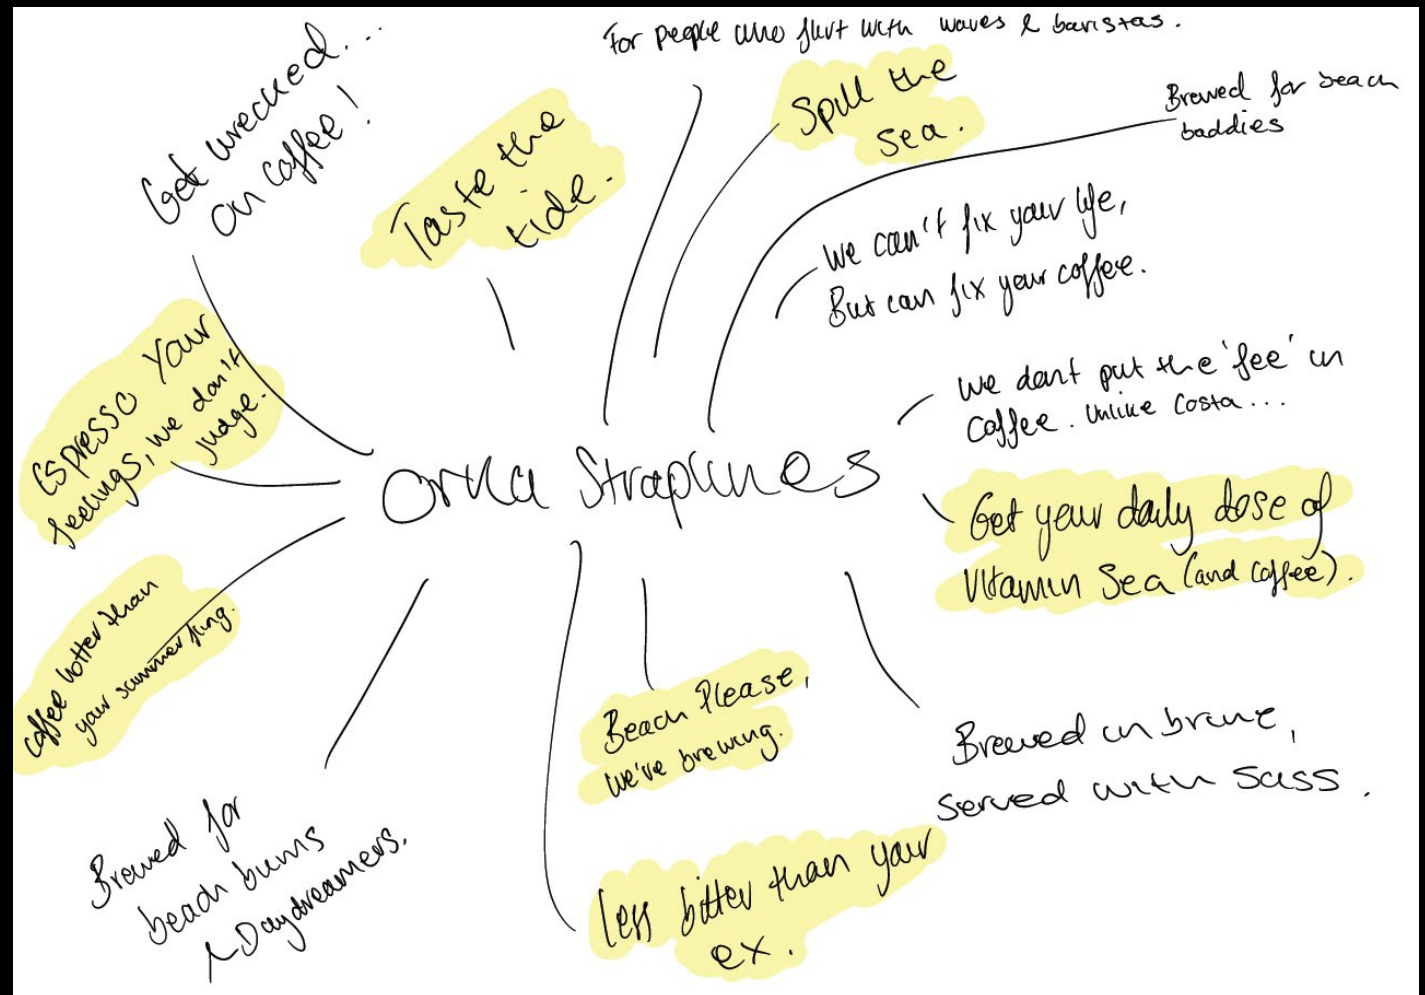 Get wrecked...
on coffee!
Taste the
tide.
For people who flirt with waves & baristas.
Spill the
sea.
Brewed for beach
baddies
We can't fix your life,
But can fix your coffee.
We dont put the 'fee' in
coffee. Unlike Costa...
Get your daily dose of
Vitamin Sea (and coffee).
Brewed in brine,
served with sass.
Less bitter than your
ex.
Beach Please,
we're brewing.
Brewed for
beach bums
& Daydreamers.
coffee hotter than
your summer fling.
Espresso your
feelings, we don't
judge.
Orka Straplines